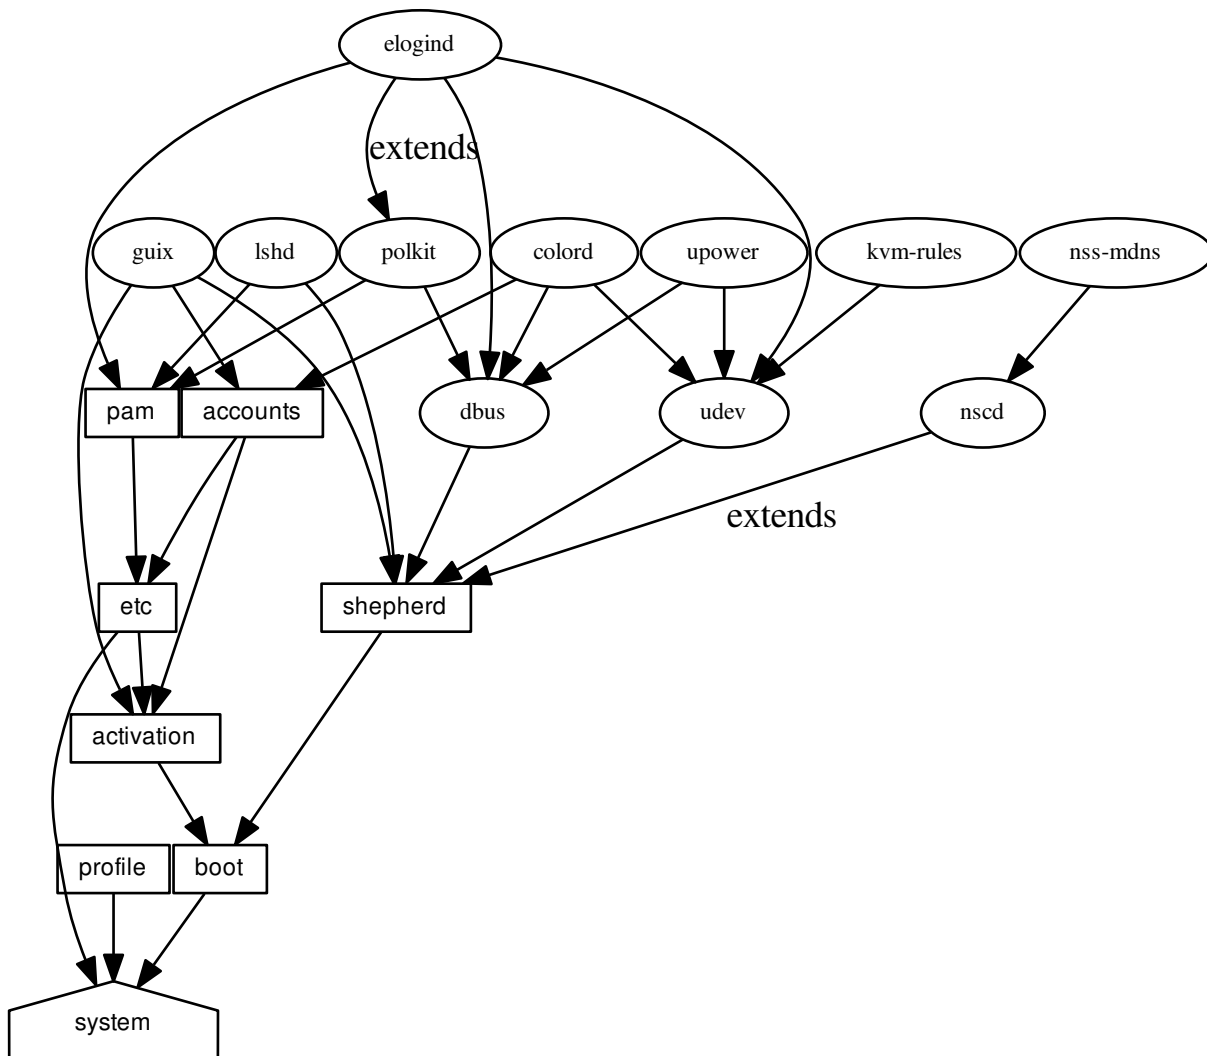 elogind
extends
guix
lshd
polkit
colord
upower
kvm-rules
nss-mdns
pam
accounts
dbus
udev
nscd
extends
etc
shepherd
activation
profile
boot
system